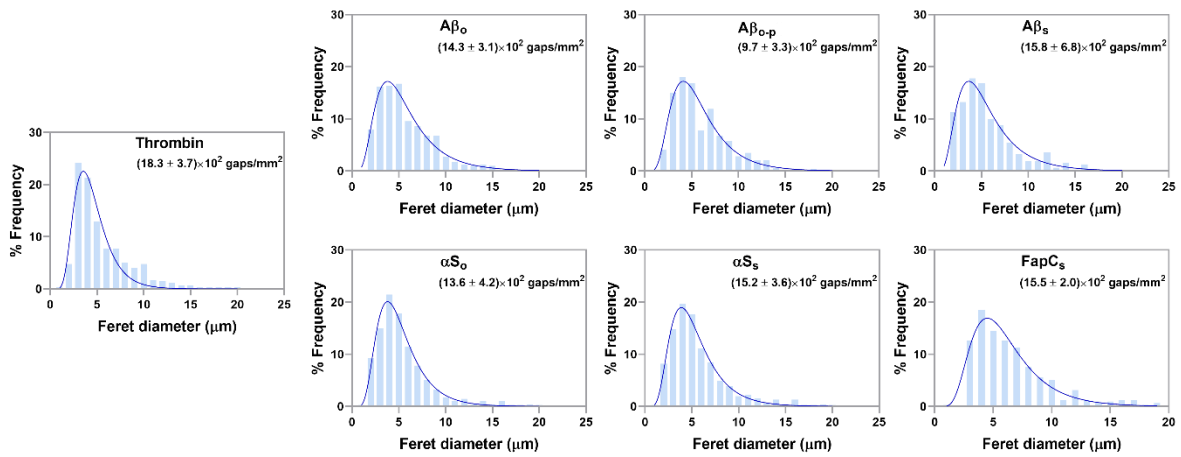 Aβo
(14.3 ± 3.1)×10² gaps/mm²
% Frequency
30
20
10
0
0 5 10 15 20 25
Feret diameter (μm)
Aβo-p
(9.7 ± 3.3)×10² gaps/mm²
% Frequency
30
20
10
0
0 5 10 15 20 25
Feret diameter (μm)
Aβs
(15.8 ± 6.8)×10² gaps/mm²
% Frequency
30
20
10
0
0 5 10 15 20 25
Feret diameter (μm)
Thrombin
(18.3 ± 3.7)×10² gaps/mm²
% Frequency
30
20
10
0
0 5 10 15 20 25
Feret diameter (μm)
αSo
(13.6 ± 4.2)×10² gaps/mm²
% Frequency
30
20
10
0
0 5 10 15 20 25
Feret diameter (μm)
αSs
(15.2 ± 3.6)×10² gaps/mm²
% Frequency
30
20
10
0
0 5 10 15 20 25
Feret diameter (μm)
FapCs
(15.5 ± 2.0)×10² gaps/mm²
% Frequency
30
20
10
0
0 5 10 15 20
Feret diameter (μm)